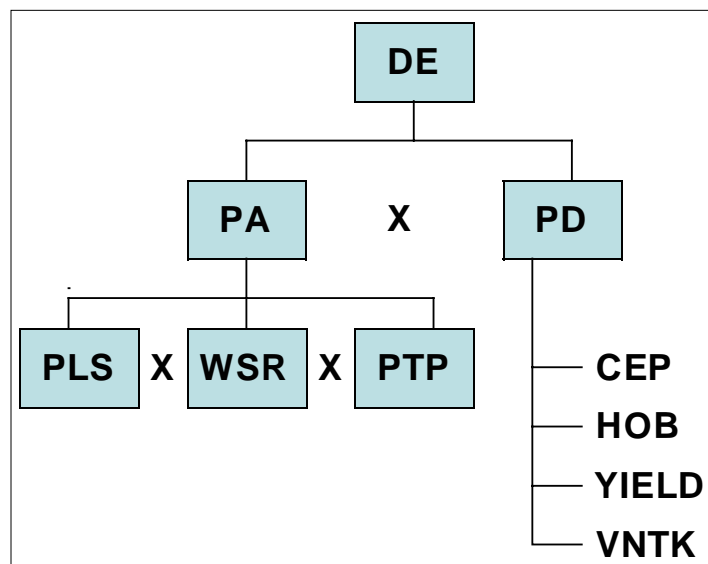 DE
PA X PD
PLS X WSR X PTP
CEP
HOB
YIELD
VNTK